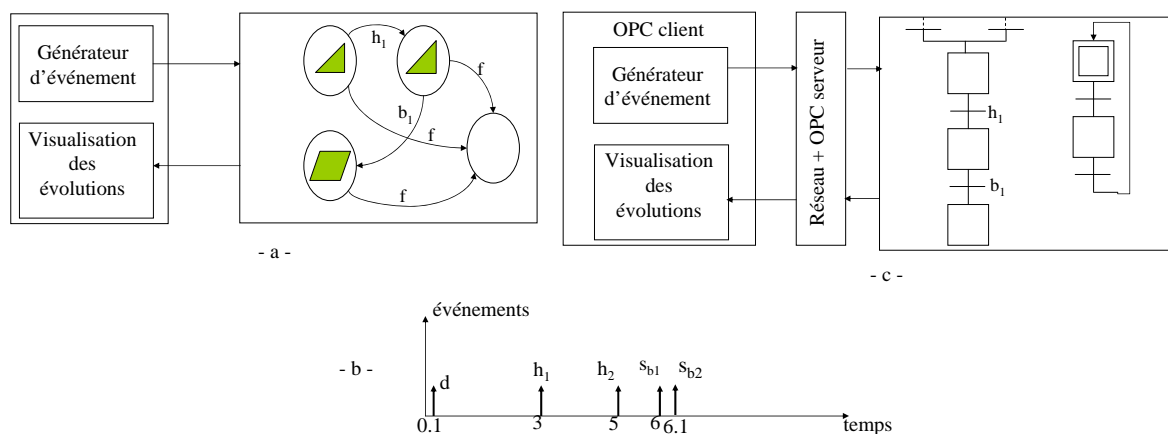 Générateur
d'événement
Visualisation
des
évolutions
h1
f
b1
f
f
- a -
OPC client
Générateur
d'événement
Visualisation
des
évolutions
Réseau + OPC serveur
h1
b1
- c -
événements
- b -
d
h1
h2
sb1
sb2
0.1
3
5
6
6.1
temps